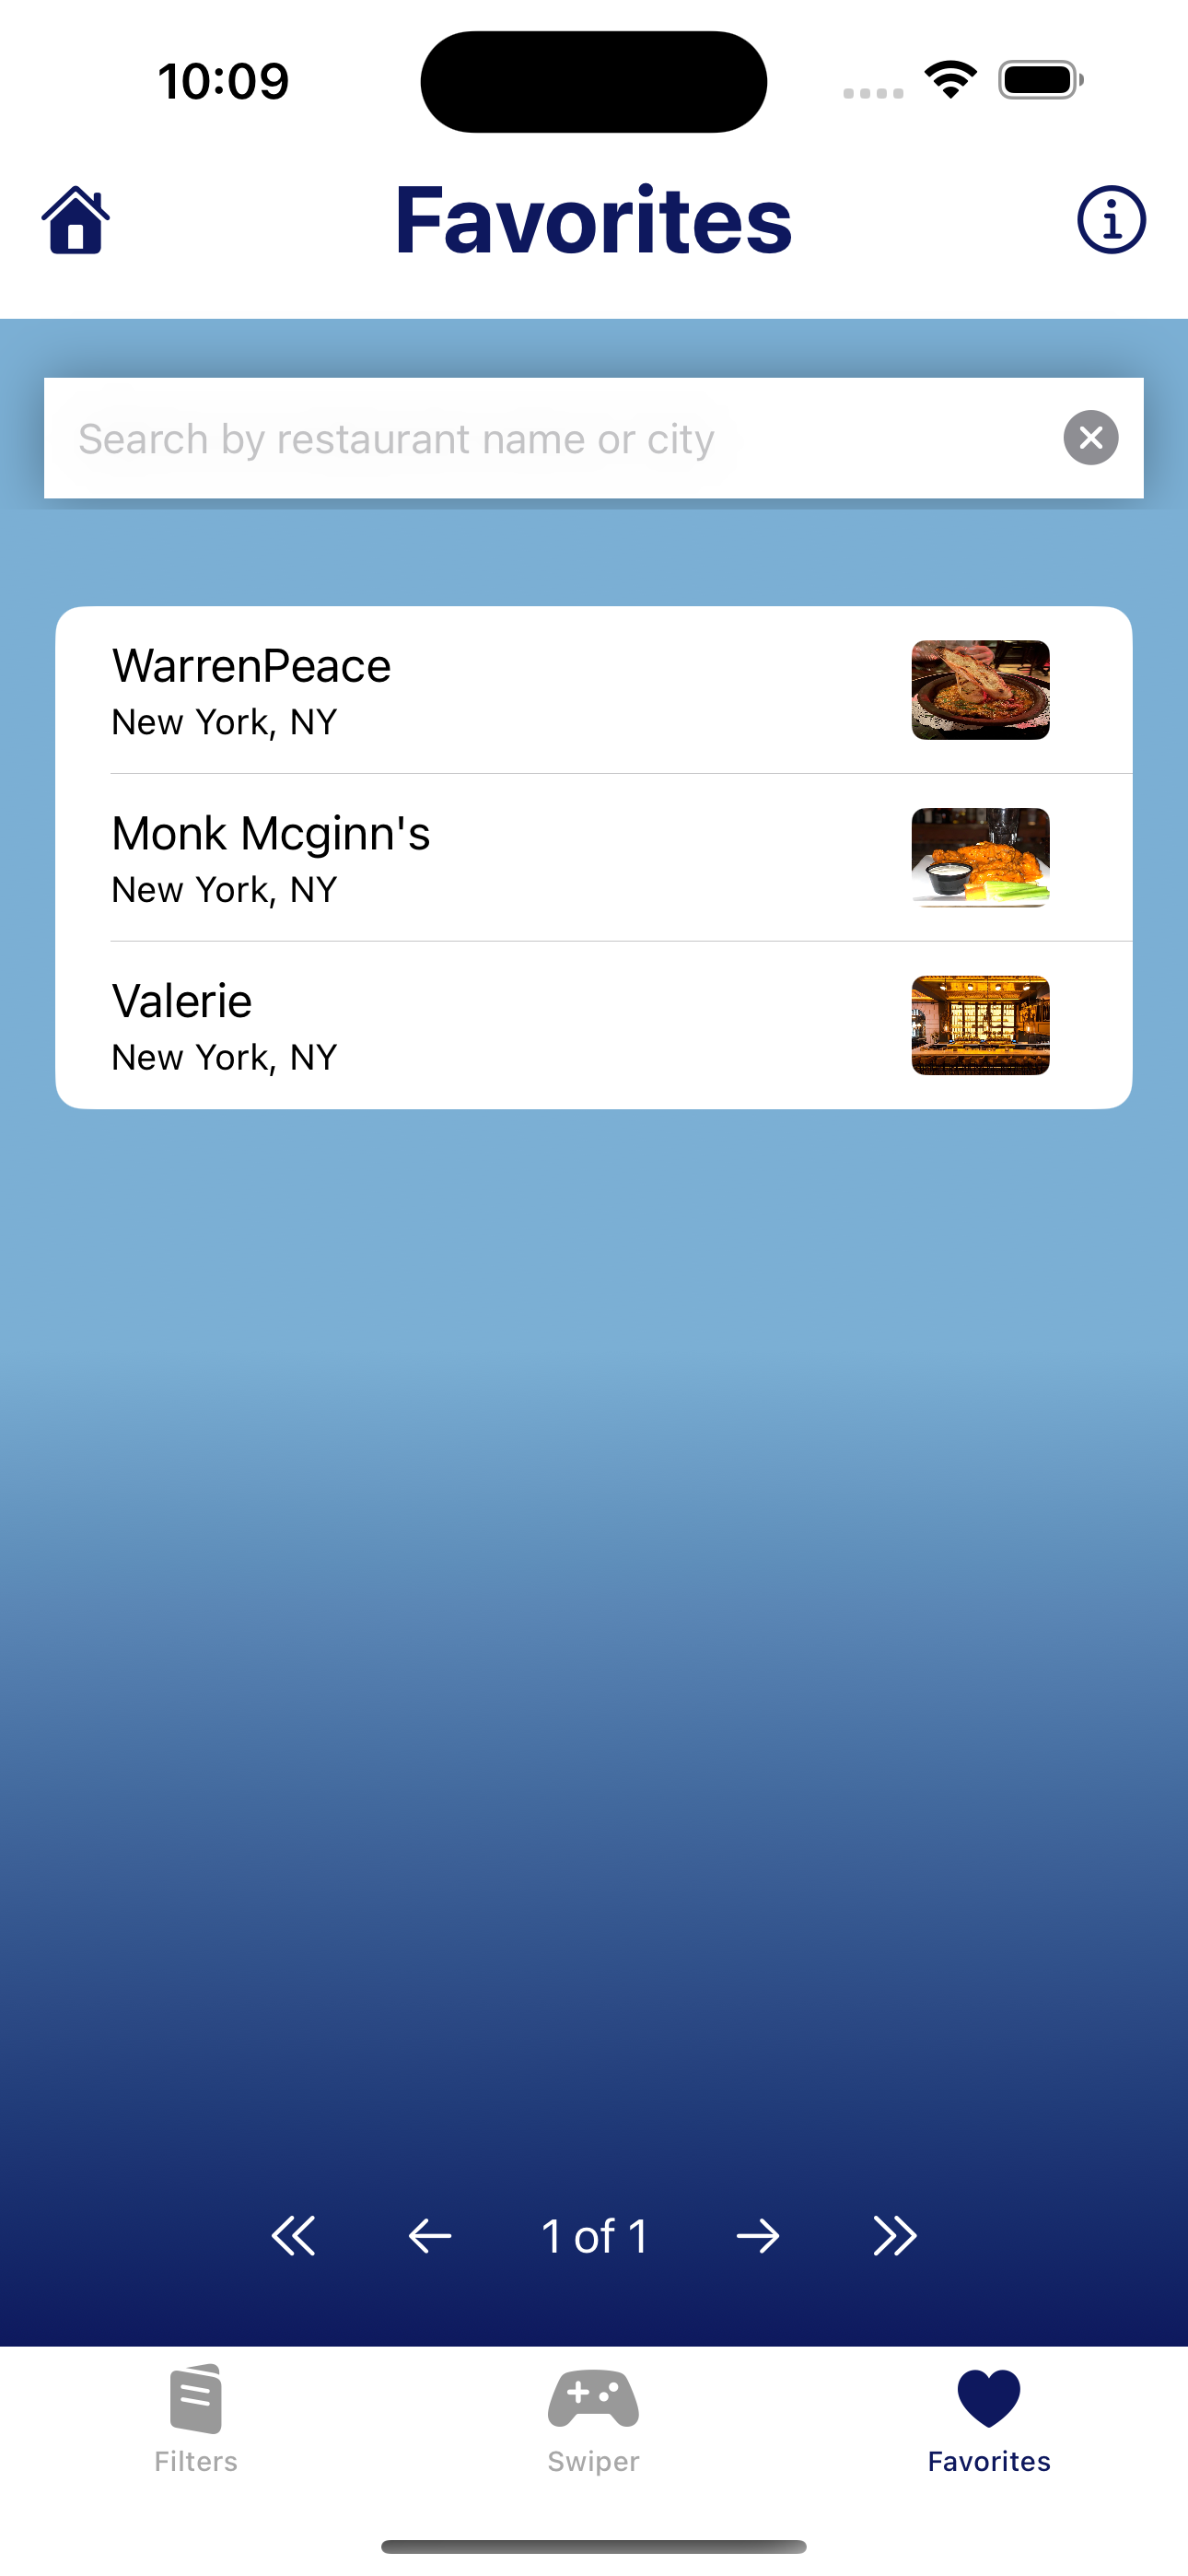 10:09
Favorites
Search by restaurant name or city
WarrenPeace
New York, NY
Monk Mcginn's
New York, NY
Valerie
New York, NY
1 of 1
Filters
Swiper
Favorites